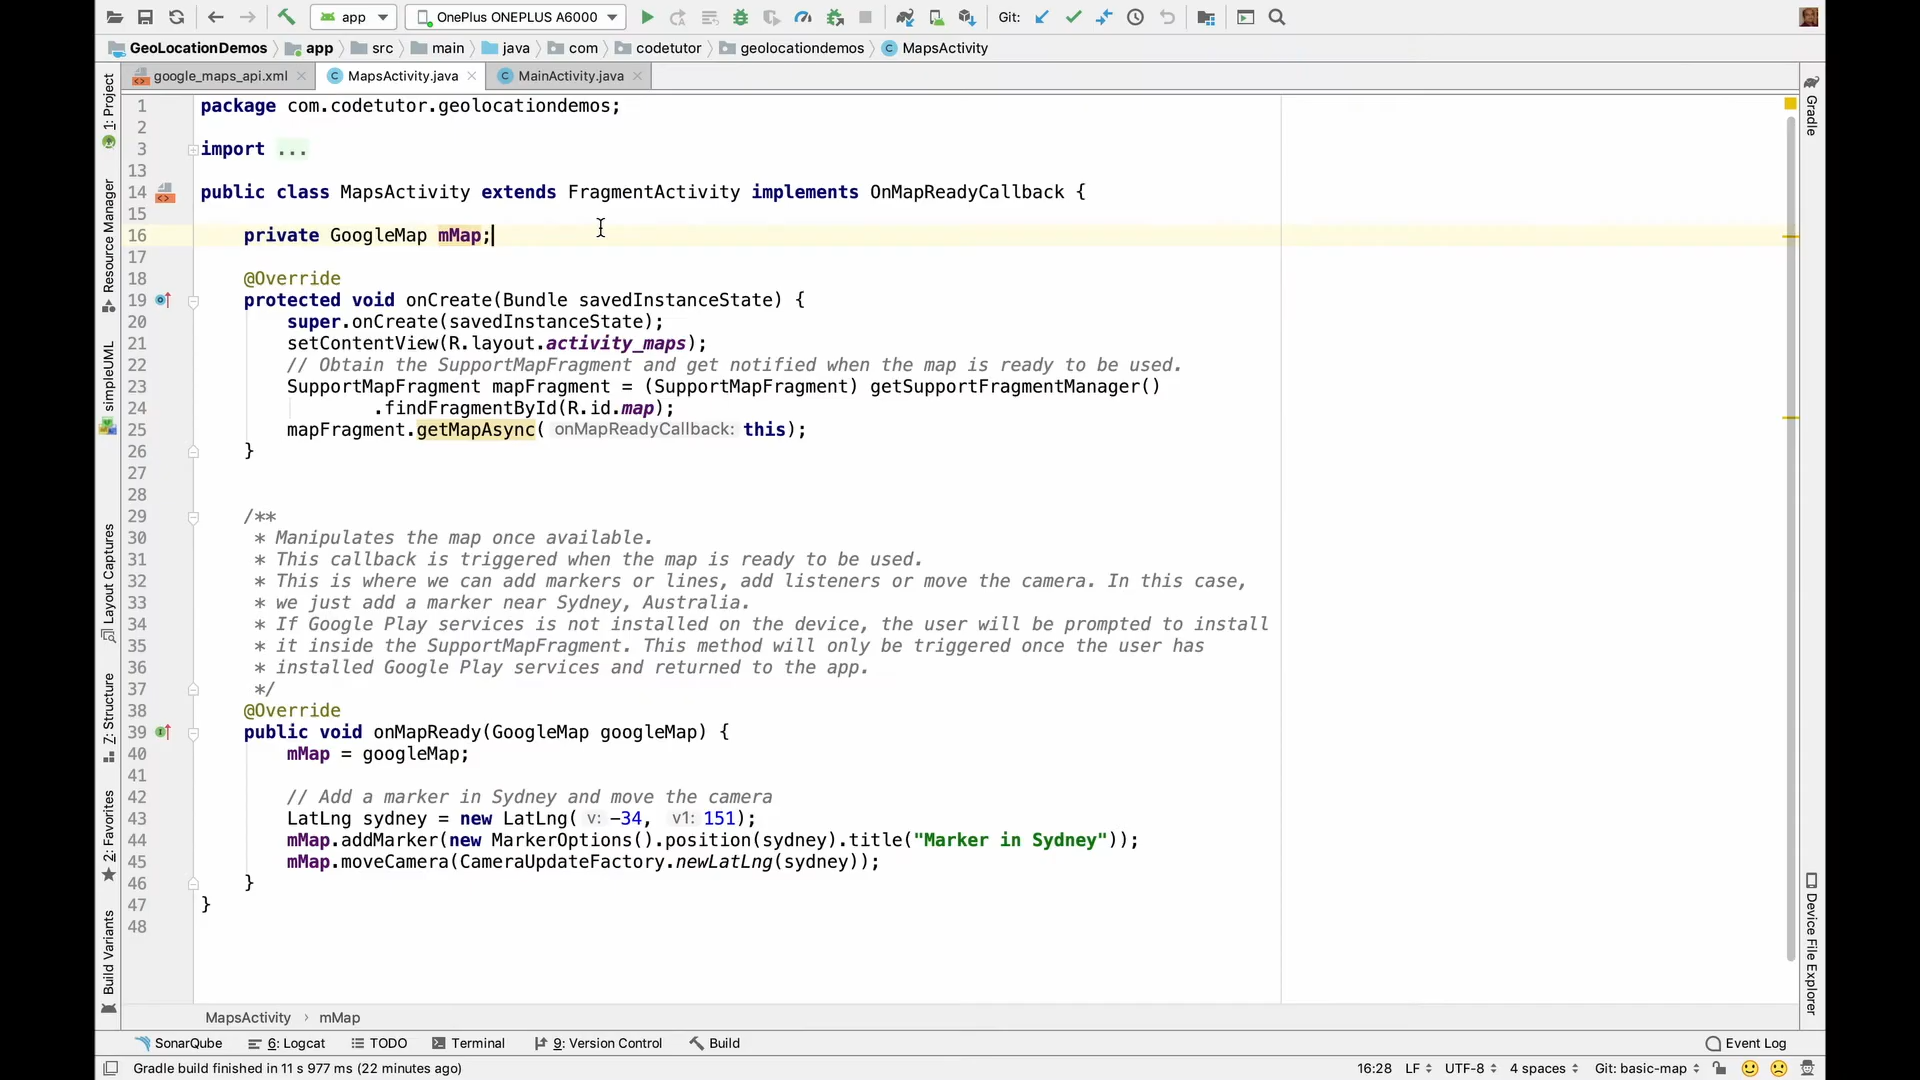 app
OnePlus ONEPLUS A6000
Git:
GeoLocationDemos
app
src
main
java
com
codetutor
geolocationdemos
MapsActivity
google_maps_api.xml
MapsActivity.java
MainActivity.java
1: Project
Resource Manager
simpleUML
Layout Captures
Z: Structure
2: Favorites
Build Variants
1 package com.codetutor.geolocationdemos;
2
3 import ...
13
14 public class MapsActivity extends FragmentActivity implements OnMapReadyCallback {
15
16 private GoogleMap mMap;
17
18 @Override
19 protected void onCreate(Bundle savedInstanceState) {
20 super.onCreate(savedInstanceState);
21 setContentView(R.layout.activity_maps);
22 // Obtain the SupportMapFragment and get notified when the map is ready to be used.
23 SupportMapFragment mapFragment = (SupportMapFragment) getSupportFragmentManager()
24 .findFragmentById(R.id.map);
25 mapFragment.getMapAsync( onMapReadyCallback: this);
26 }
27
28
29 /**
30 * Manipulates the map once available.
31 * This callback is triggered when the map is ready to be used.
32 * This is where we can add markers or lines, add listeners or move the camera. In this case,
33 * we just add a marker near Sydney, Australia.
34 * If Google Play services is not installed on the device, the user will be prompted to install
35 * it inside the SupportMapFragment. This method will only be triggered once the user has
36 * installed Google Play services and returned to the app.
37 */
38 @Override
39 public void onMapReady(GoogleMap googleMap) {
40 mMap = googleMap;
41
42 // Add a marker in Sydney and move the camera
43 LatLng sydney = new LatLng( v: -34, v1: 151);
44 mMap.addMarker(new MarkerOptions().position(sydney).title("Marker in Sydney"));
45 mMap.moveCamera(CameraUpdateFactory.newLatLng(sydney));
46 }
47 }
48
Gradle
Device File Explorer
MapsActivity › mMap
SonarQube
6: Logcat
TODO
Terminal
9: Version Control
Build
Event Log
Gradle build finished in 11 s 977 ms (22 minutes ago)
16:28
LF
UTF-8
4 spaces
Git: basic-map